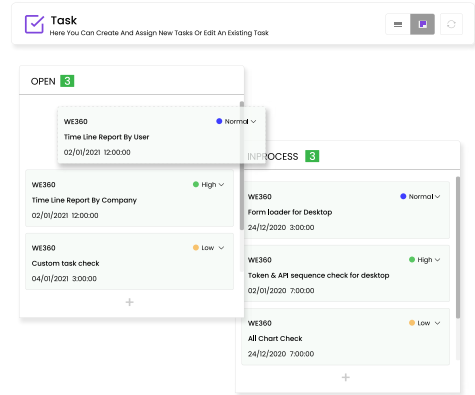 Task
Here You Can Create And Assign New Tasks Or Edit An Existing Task
OPEN 3
WE360 Normal
Time Line Report By User
02/01/2021 12:00:00
WE360 High
Time Line Report By Company
02/01/2021 12:00:00
WE360 Low
Custom task check
04/01/2021 3:00:00
+
INPROCESS 3
WE360 Normal
Form loader for Desktop
24/12/2020 3:00:00
WE360 High
Token & API sequence check for desktop
02/01/2020 7:00:00
WE360 Low
All Chart Check
24/12/2020 7:00:00
+